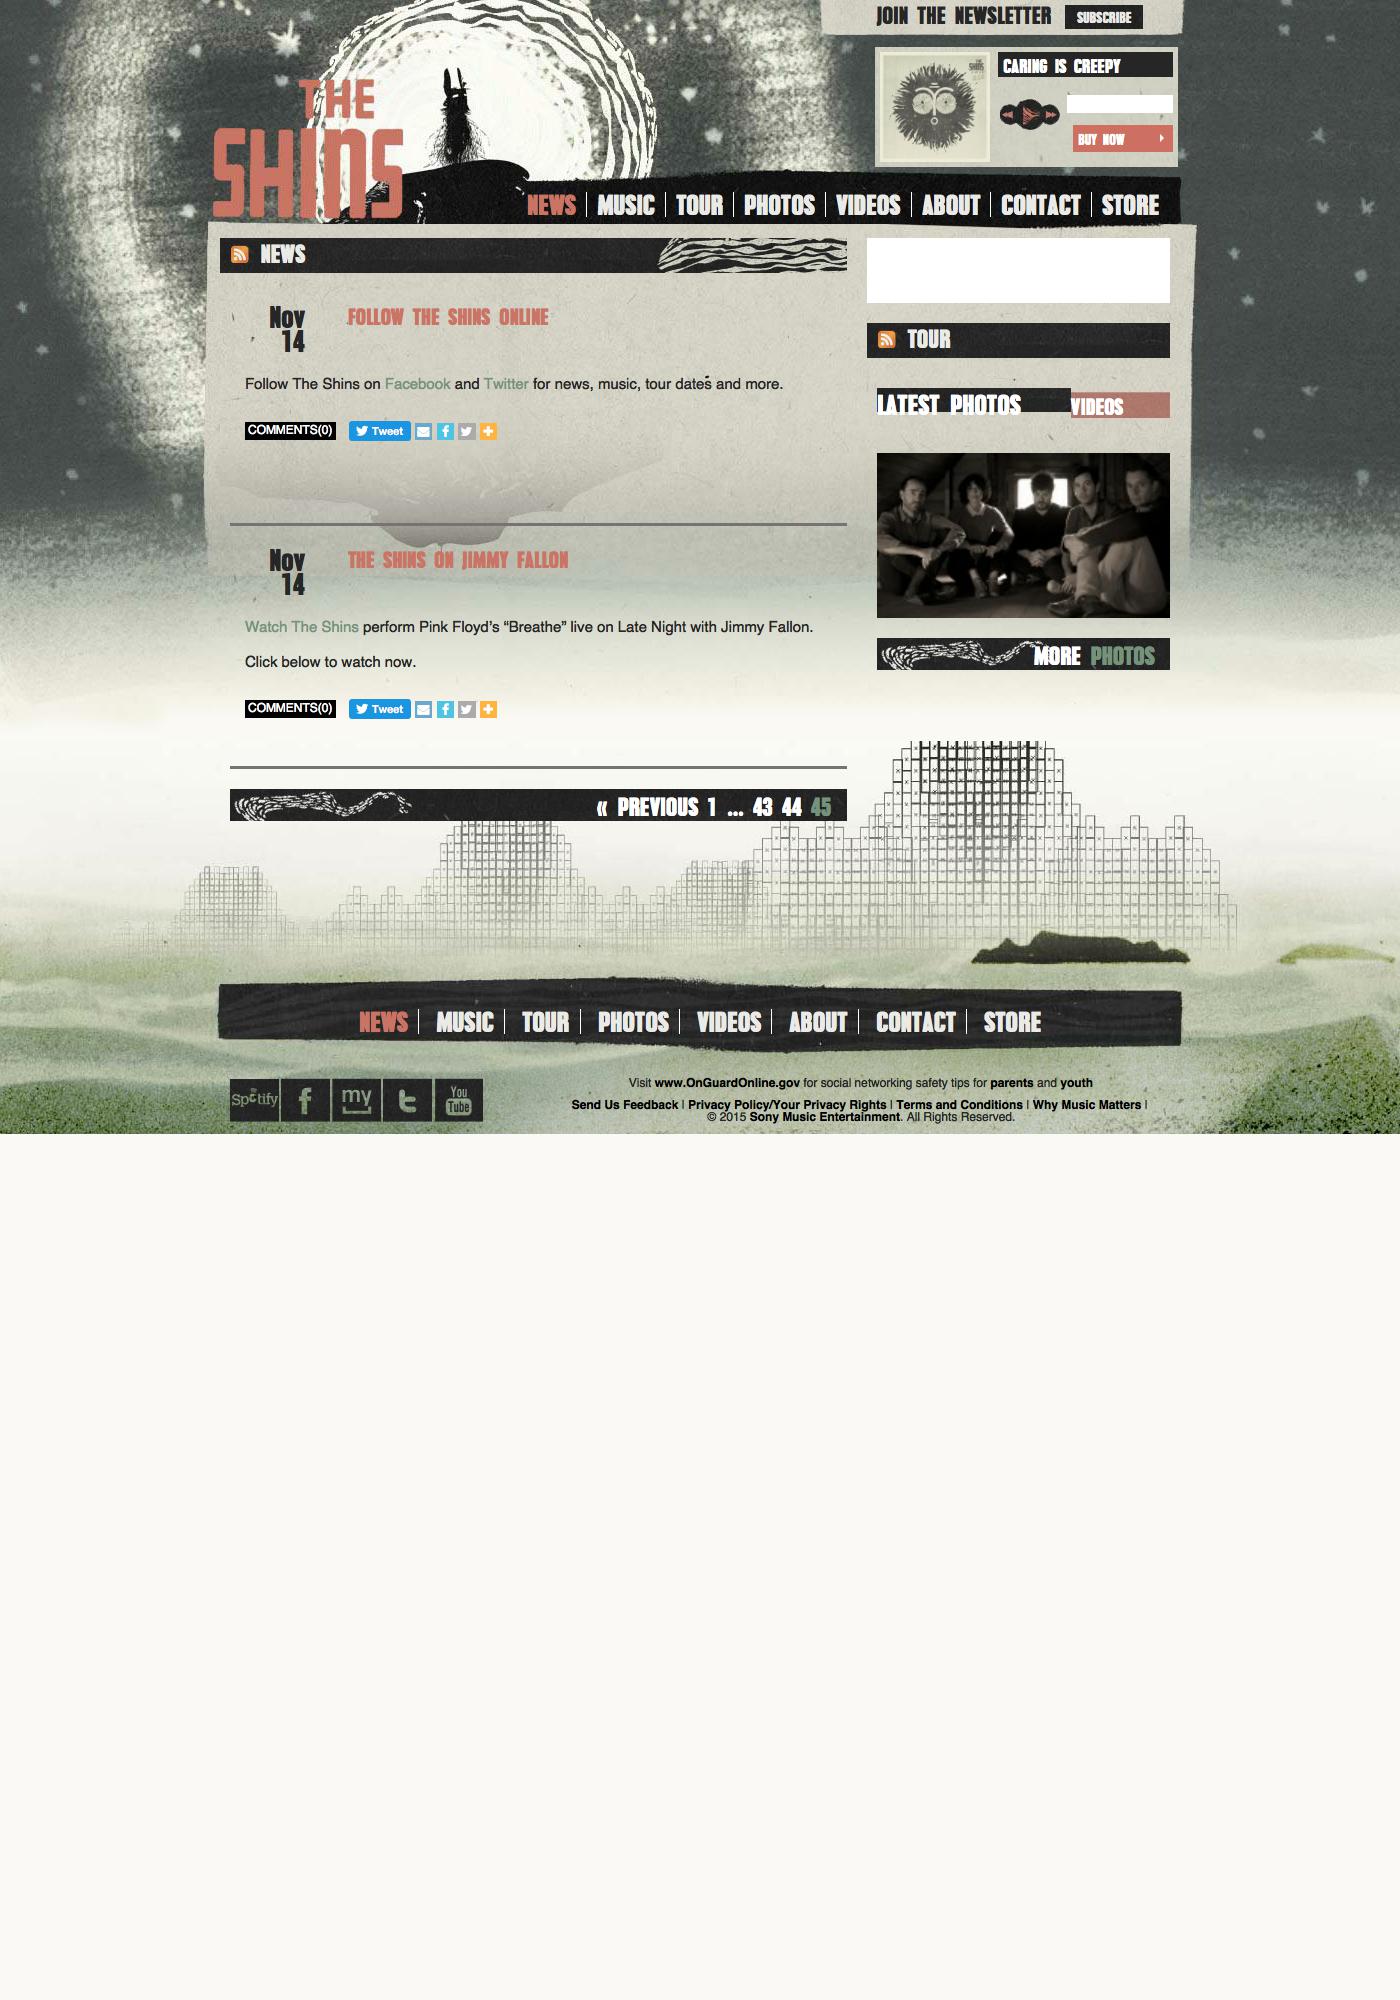 JOIN THE NEWSLETTER SUBSCRIBE
THE SHINS
CARING IS CREEPY
BUY NOW
THE
SHINS
NEWS MUSIC TOUR PHOTOS VIDEOS ABOUT CONTACT STORE
NEWS
Nov
14
FOLLOW THE SHINS ONLINE
Follow The Shins on Facebook and Twitter for news, music, tour dates and more.
COMMENTS(0) Tweet
Nov
14
THE SHINS ON JIMMY FALLON
Watch The Shins perform Pink Floyd’s “Breathe” live on Late Night with Jimmy Fallon.
Click below to watch now.
COMMENTS(0) Tweet
« PREVIOUS 1 ... 43 44 45
TOUR
LATEST PHOTOS VIDEOS
MORE PHOTOS
NEWS MUSIC TOUR PHOTOS VIDEOS ABOUT CONTACT STORE
Spotify f my t You Tube
Visit www.OnGuardOnline.gov for social networking safety tips for parents and youth
Send Us Feedback | Privacy Policy/Your Privacy Rights | Terms and Conditions | Why Music Matters |
© 2015 Sony Music Entertainment. All Rights Reserved.